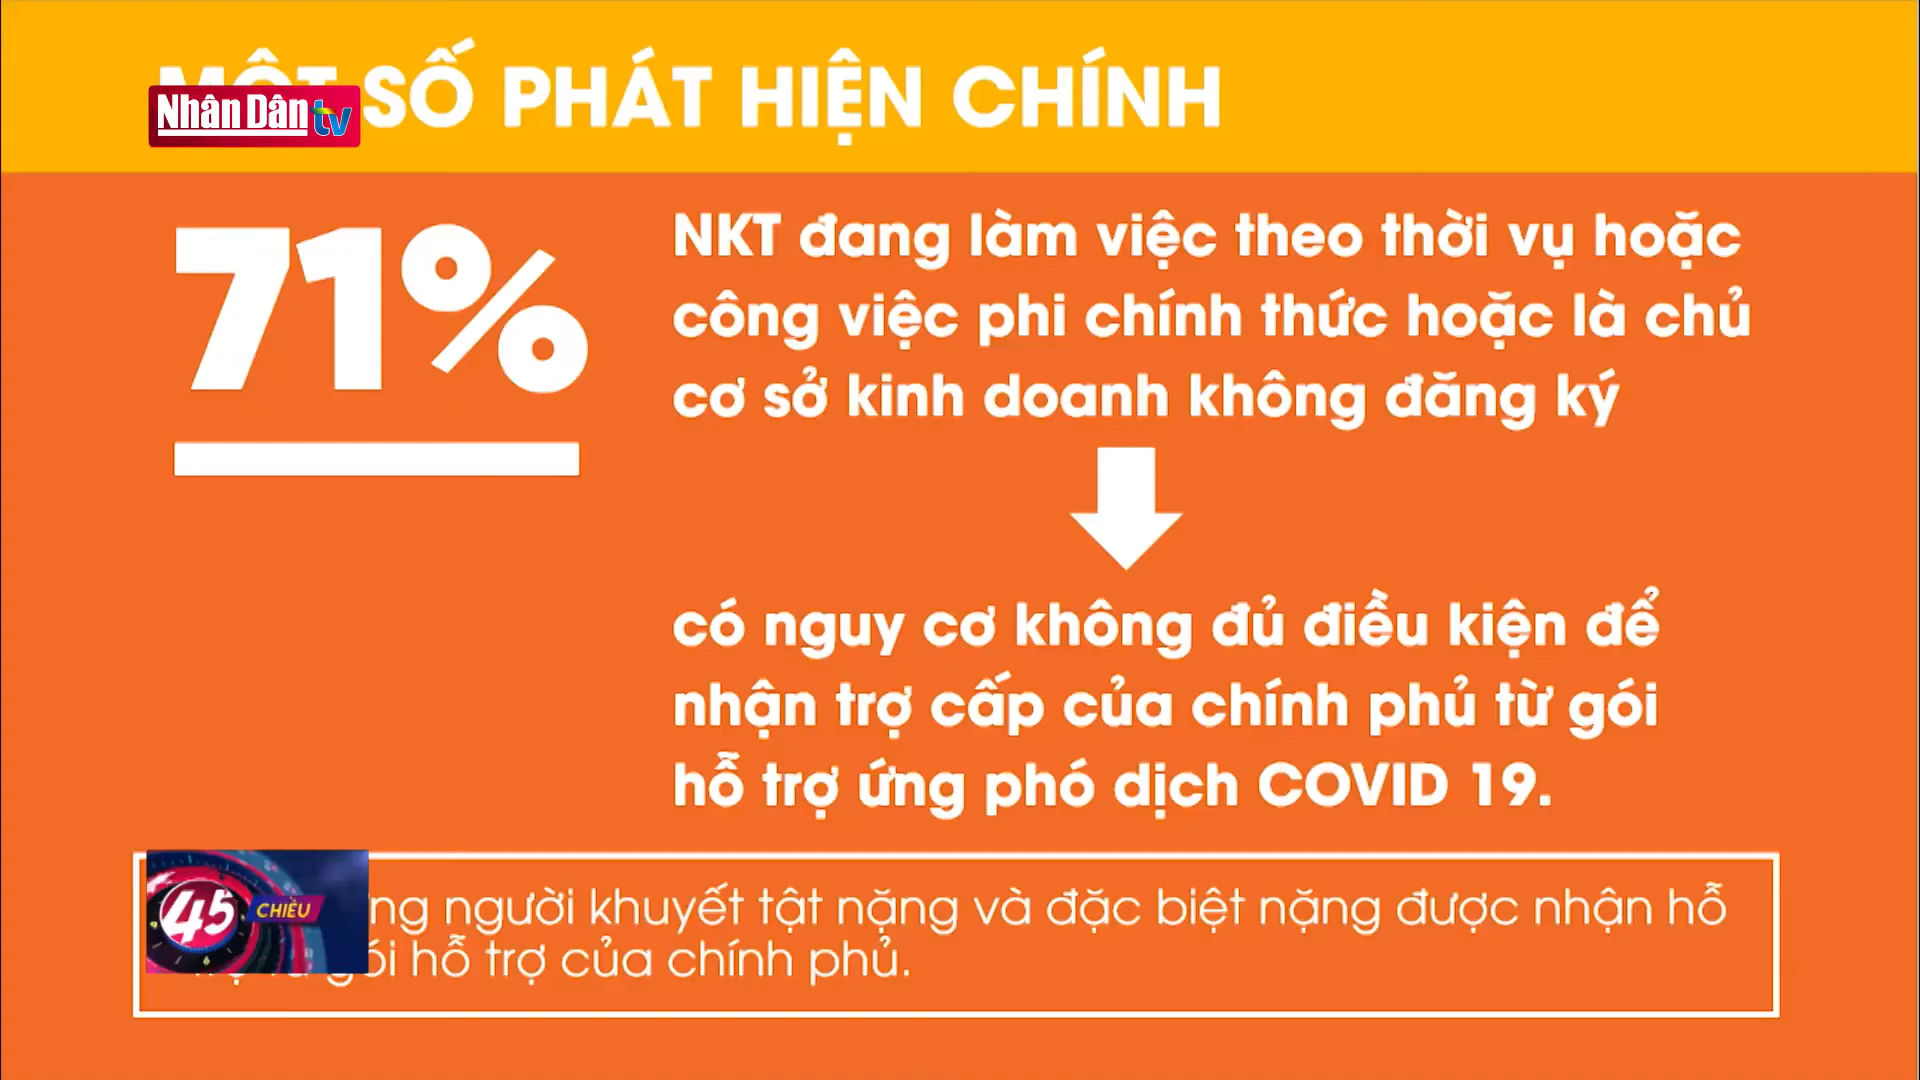 SỐ PHÁT HIỆN CHÍNH
Nhân Dân tv
71%
NKT đang làm việc theo thời vụ hoặc
công việc phi chính thức hoặc là chủ
cơ sở kinh doanh không đăng ký
có nguy cơ không đủ điều kiện để
nhận trợ cấp của chính phủ từ gói
hỗ trợ ứng phó dịch COVID 19.
45 CHIỀU
người khuyết tật nặng và đặc biệt nặng được nhận hỗ
gói hỗ trợ của chính phủ.